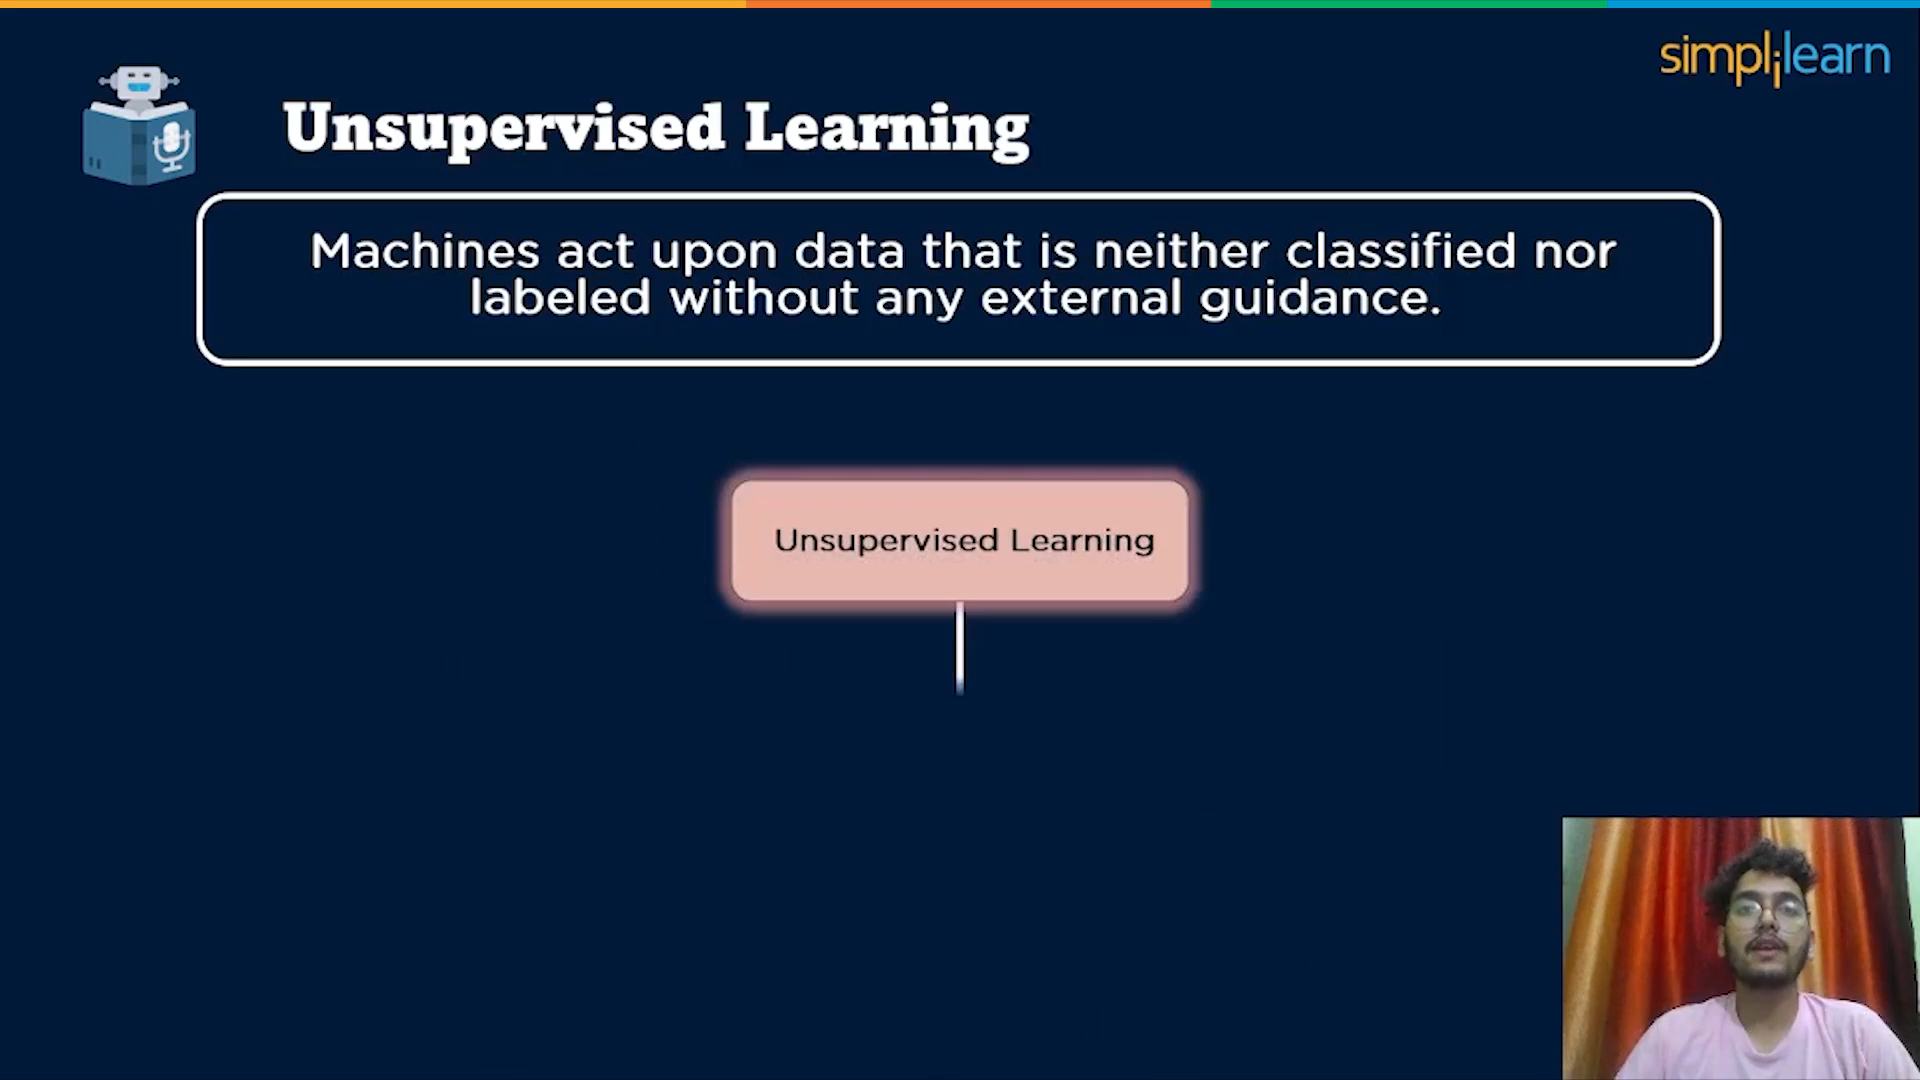 simplilearn
Unsupervised Learning
Machines act upon data that is neither classified nor
labeled without any external guidance.
Unsupervised Learning